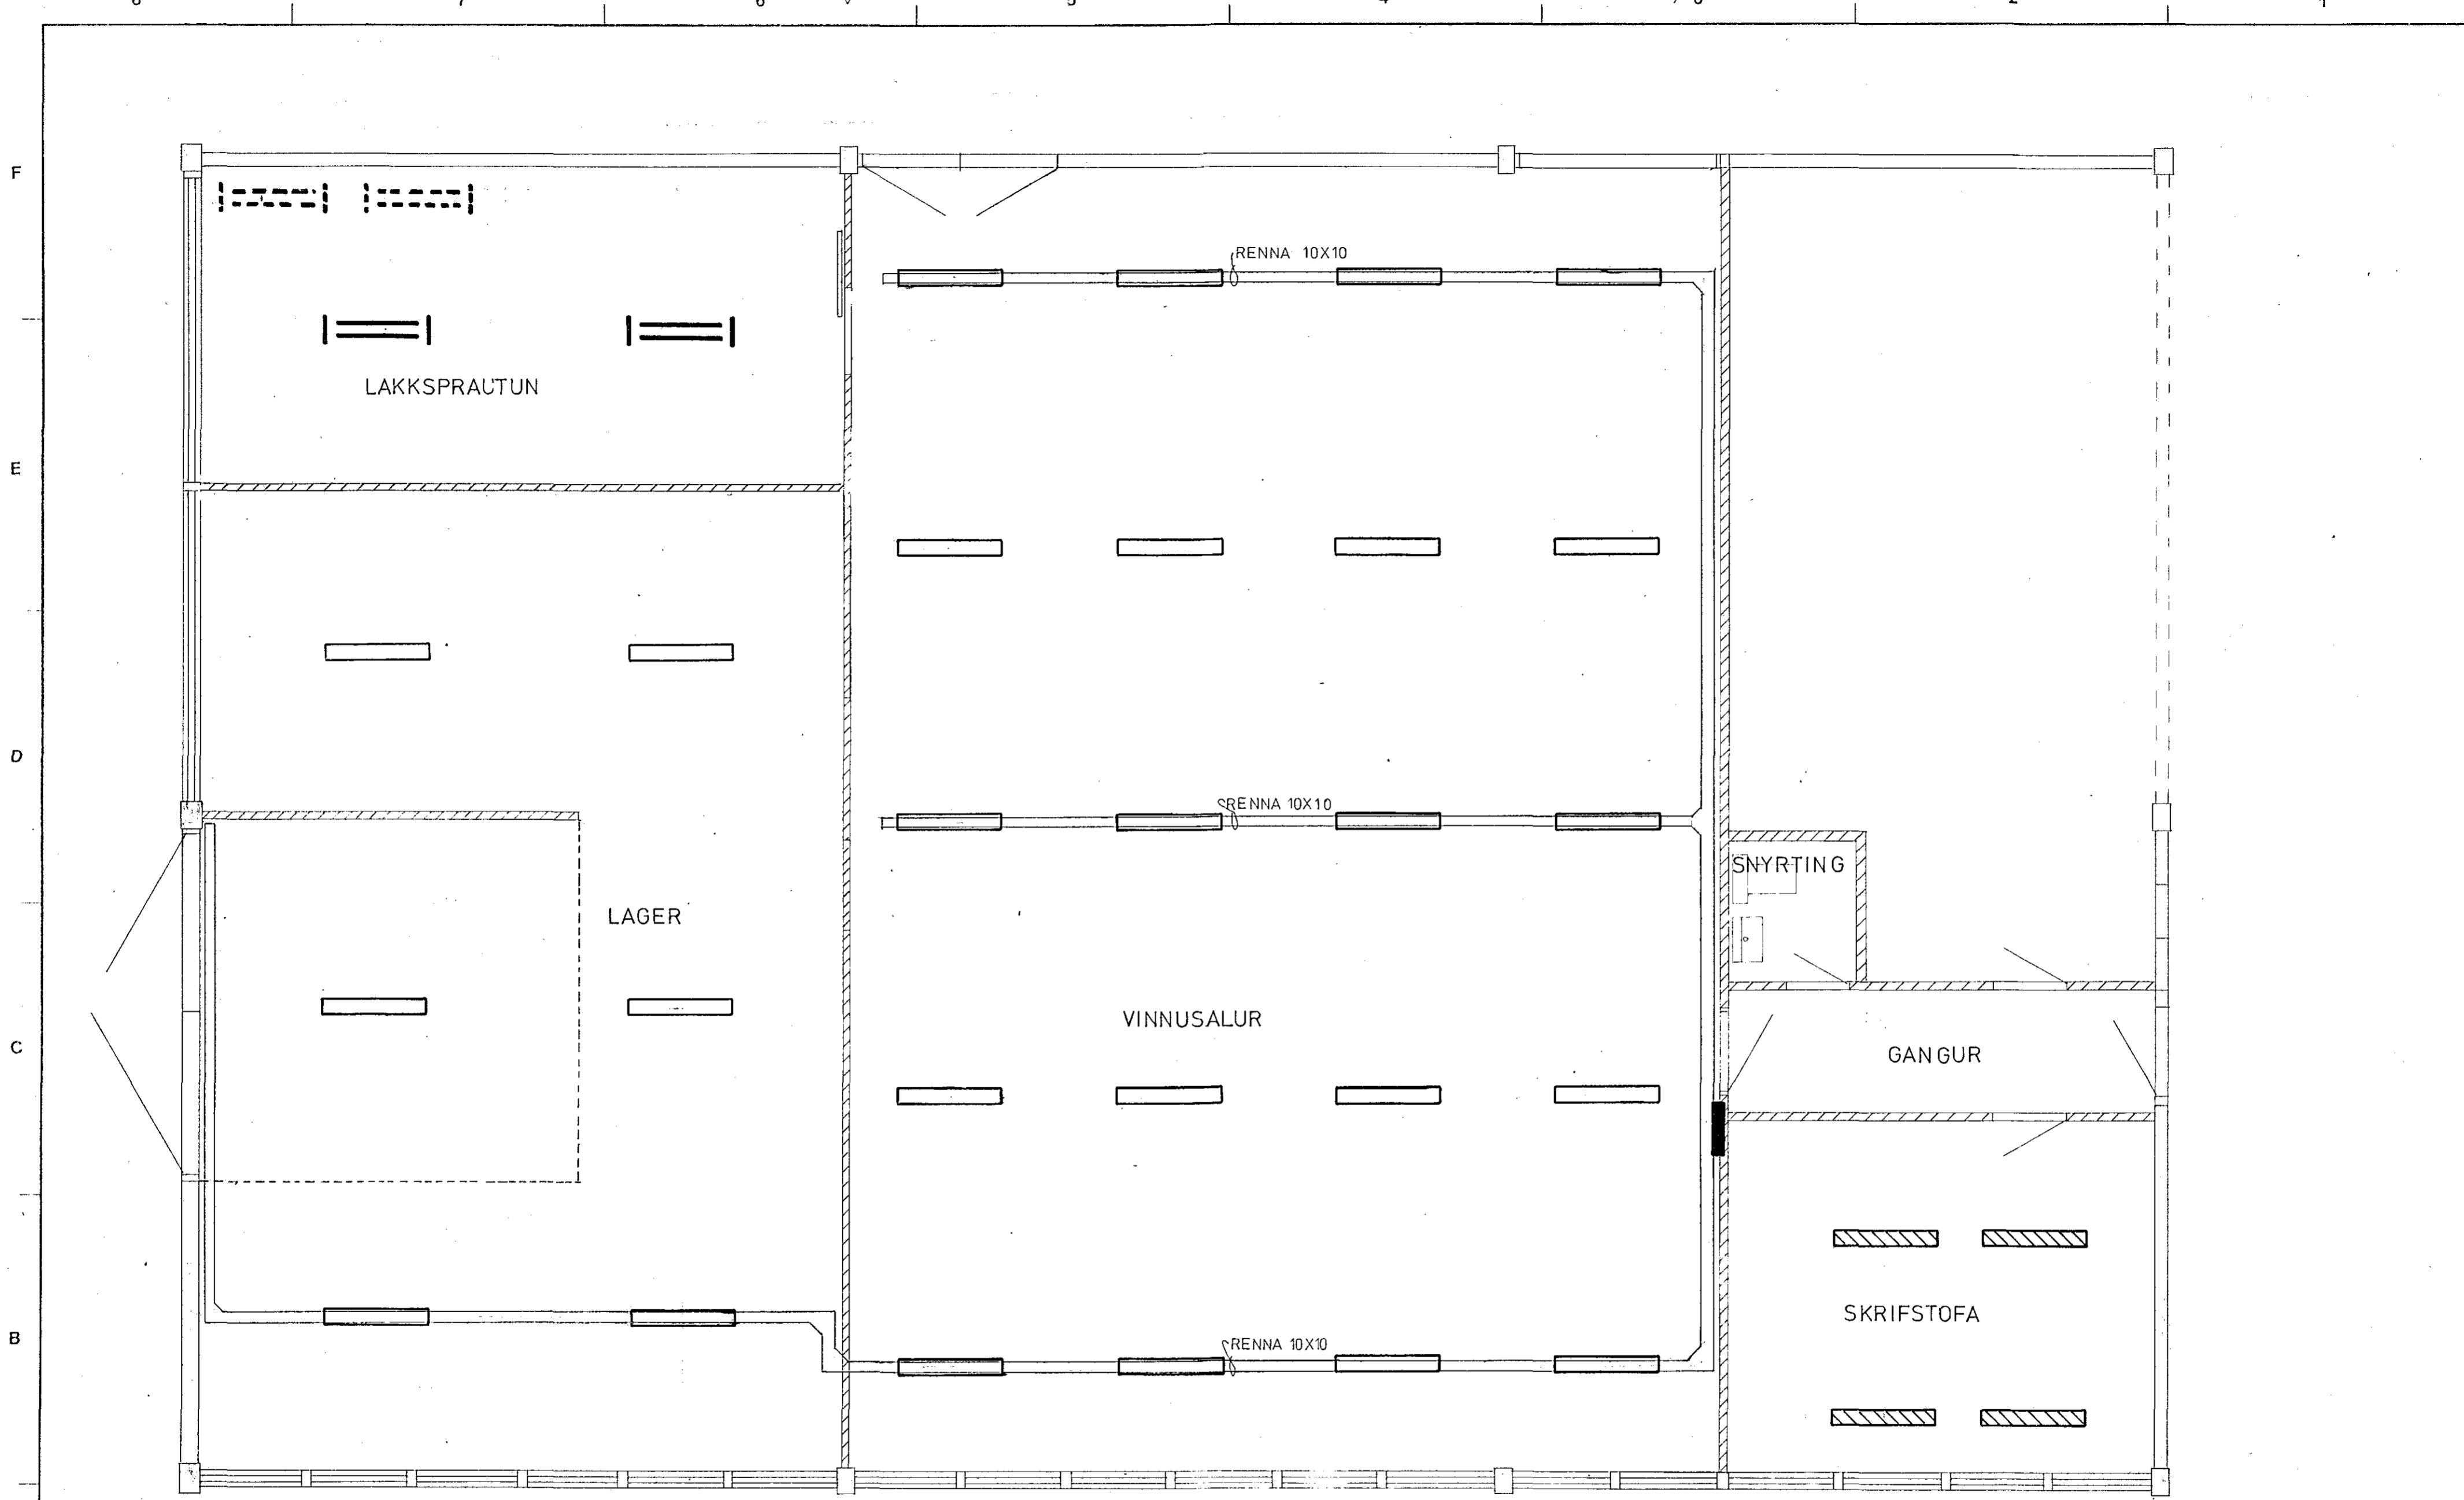 F
RENNA 10X10
LAKKSPRAUTUN
E
D
RENNA 10X10
SNYRTING
LAGER
VINNUSALUR
C
GANGUR
SKRIFSTOFA
B
RENNA 10X10